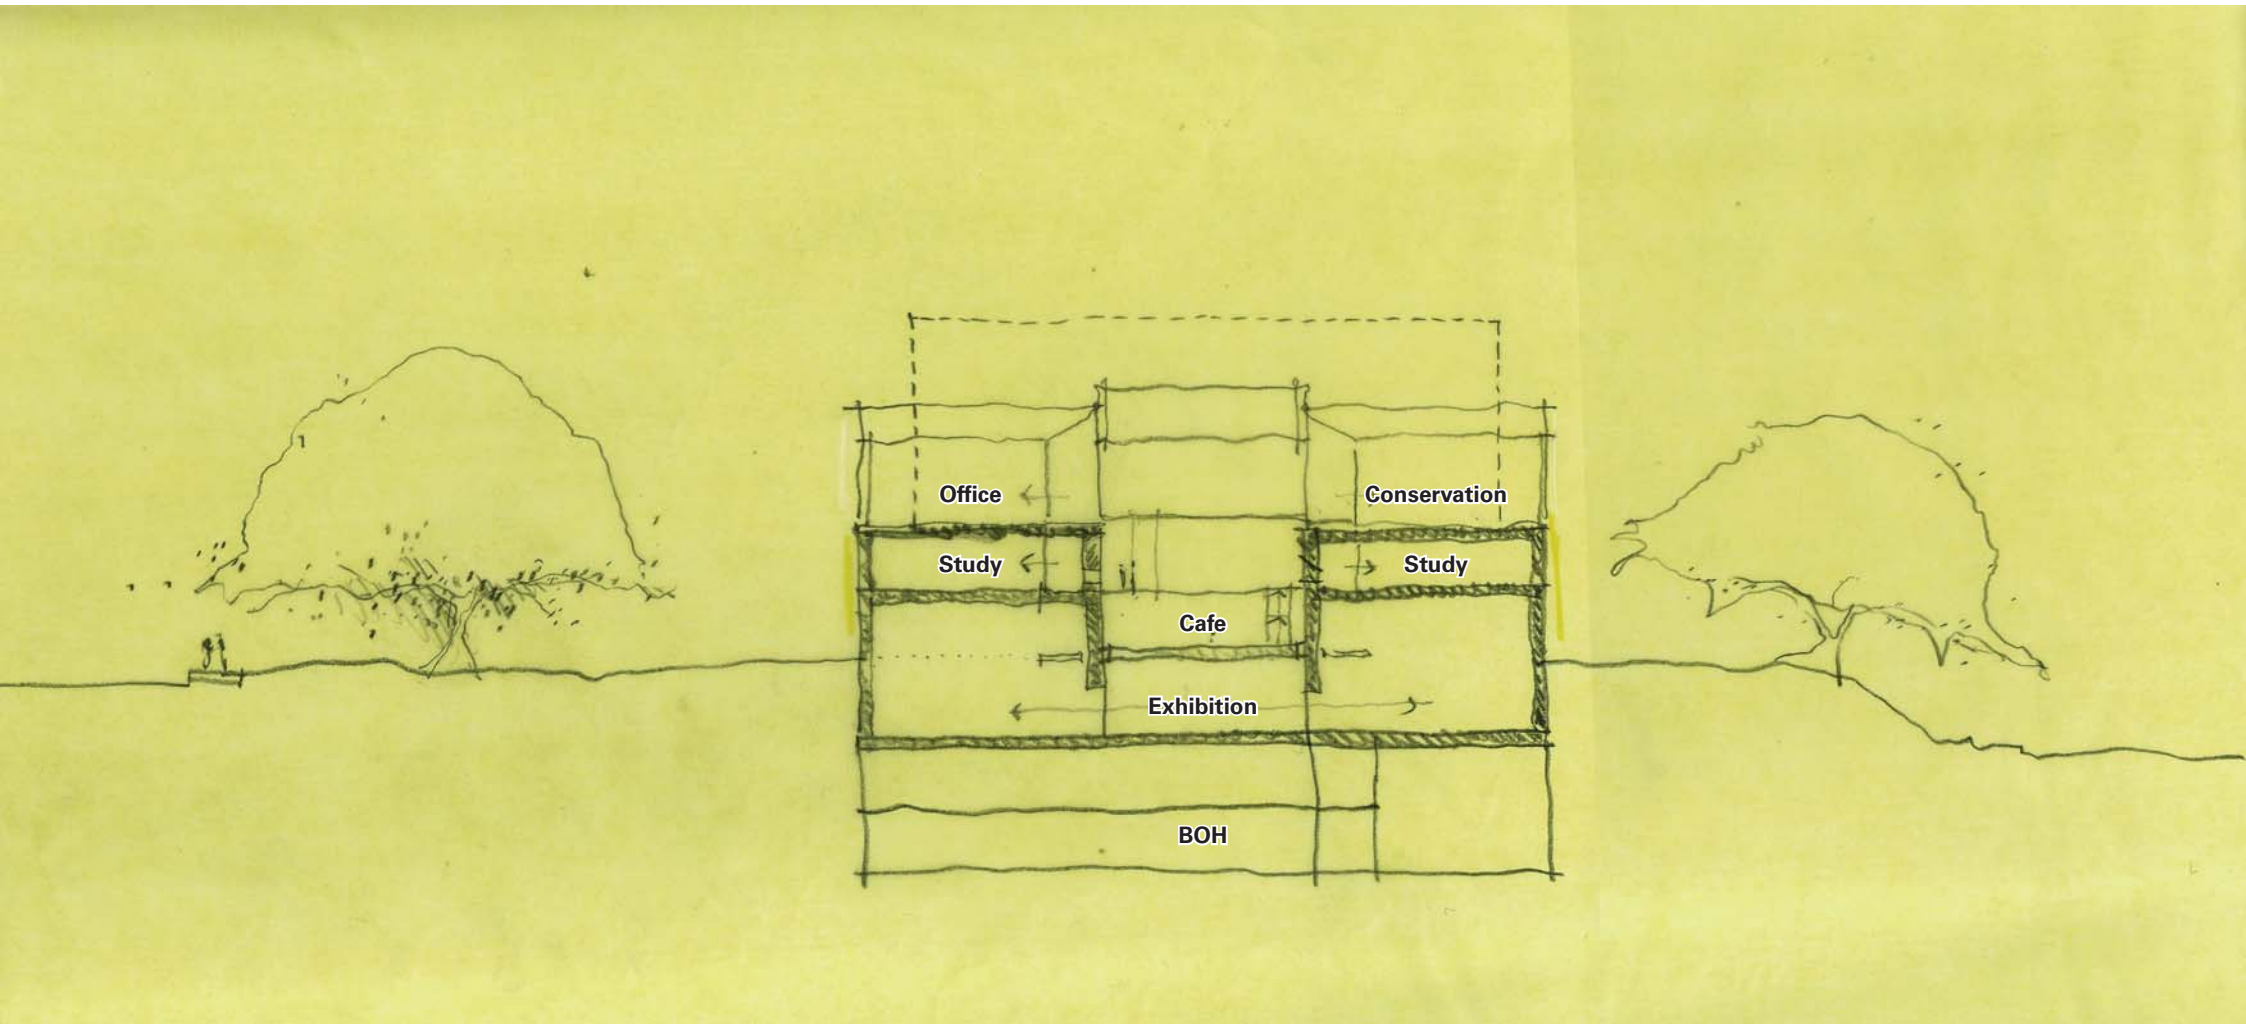 Office
Conservation
Study
Study
Cafe
Exhibition
BOH